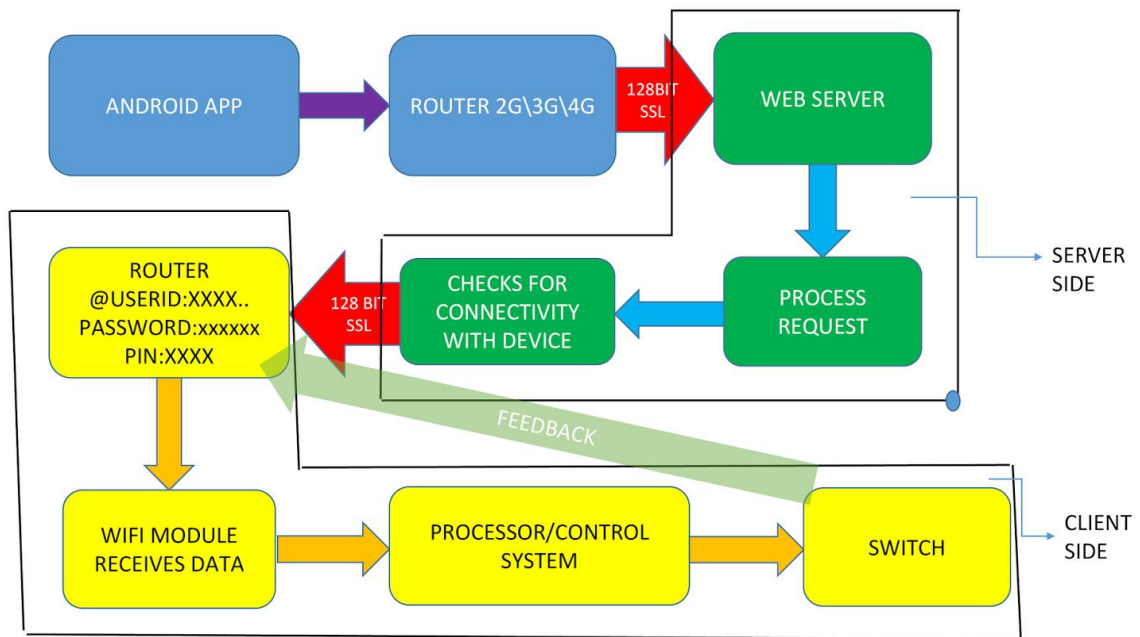 ANDROID APP
ROUTER 2G\3G\4G
128BIT
SSL
WEB SERVER
SERVER
SIDE
ROUTER
@USERID:XXXX..
PASSWORD:xxxxxx
PIN:XXXX
128 BIT
SSL
CHECKS FOR
CONNECTIVITY
WITH DEVICE
PROCESS
REQUEST
FEEDBACK
WIFI MODULE
RECEIVES DATA
PROCESSOR/CONTROL
SYSTEM
SWITCH
CLIENT
SIDE